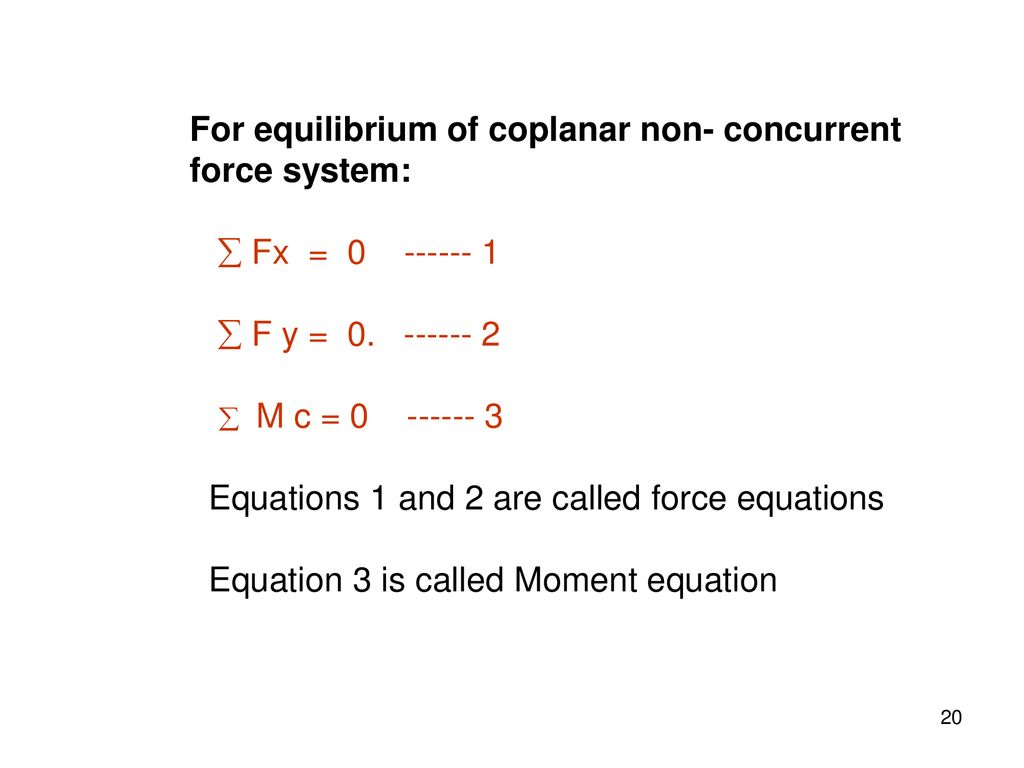 For equilibrium of coplanar non- concurrent
force system:
∑ Fx = 0 ------ 1
∑ F y = 0. ------ 2
∑ M c = 0 ------ 3
Equations 1 and 2 are called force equations
Equation 3 is called Moment equation
20